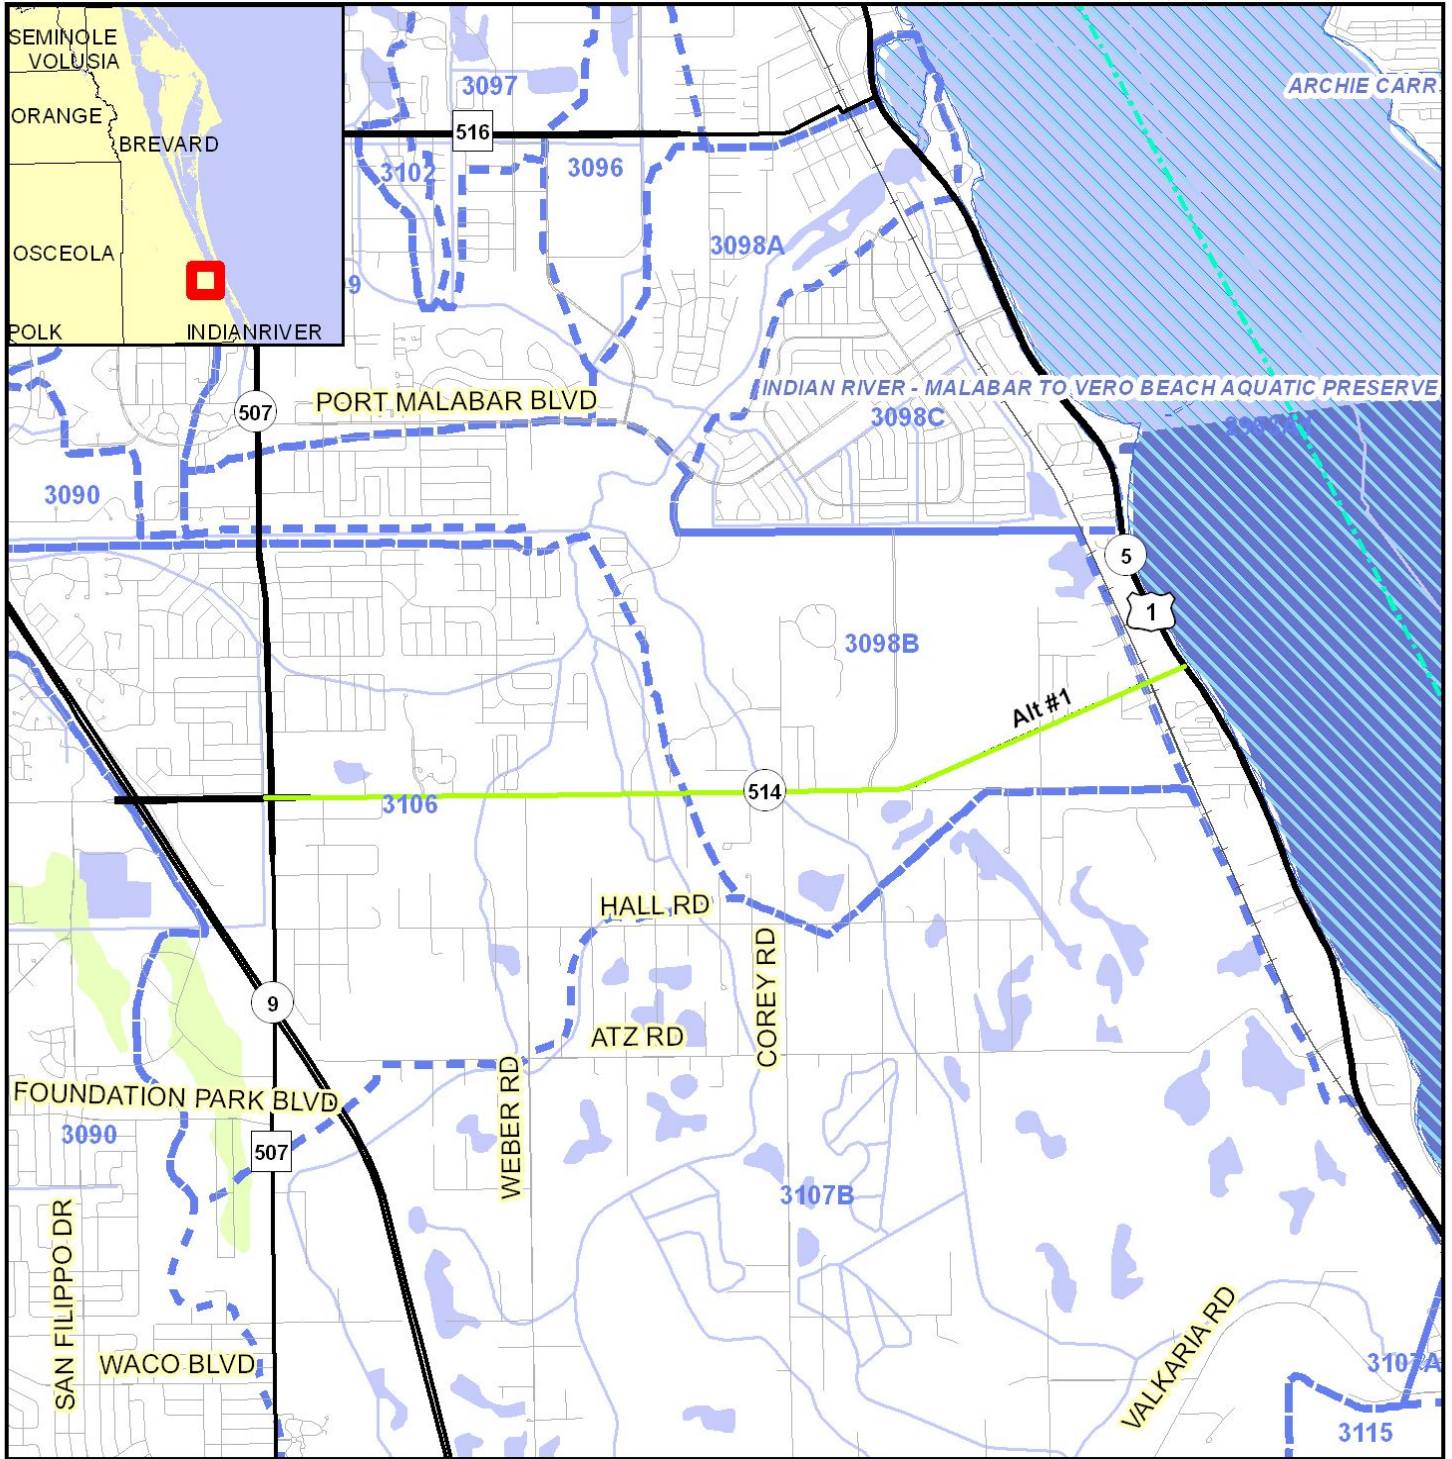 SEMINOLE
VOLUSIA
ORANGE
BREVARD
OSCEOLA
POLK
INDIANRIVER
3097
516
3102
3096
3098A
9
ARCHIE CARR
507
PORT MALABAR BLVD
INDIAN RIVER - MALABAR TO VERO BEACH AQUATIC PRESERVE
3098C
3090
5
1
3098B
Alt #1
3106
514
HALL RD
COREY RD
9
ATZ RD
WEBER RD
FOUNDATION PARK BLVD
3090
507
3107B
SAN FILIPPO DR
WACO BLVD
VALKARIA RD
3107A
3115